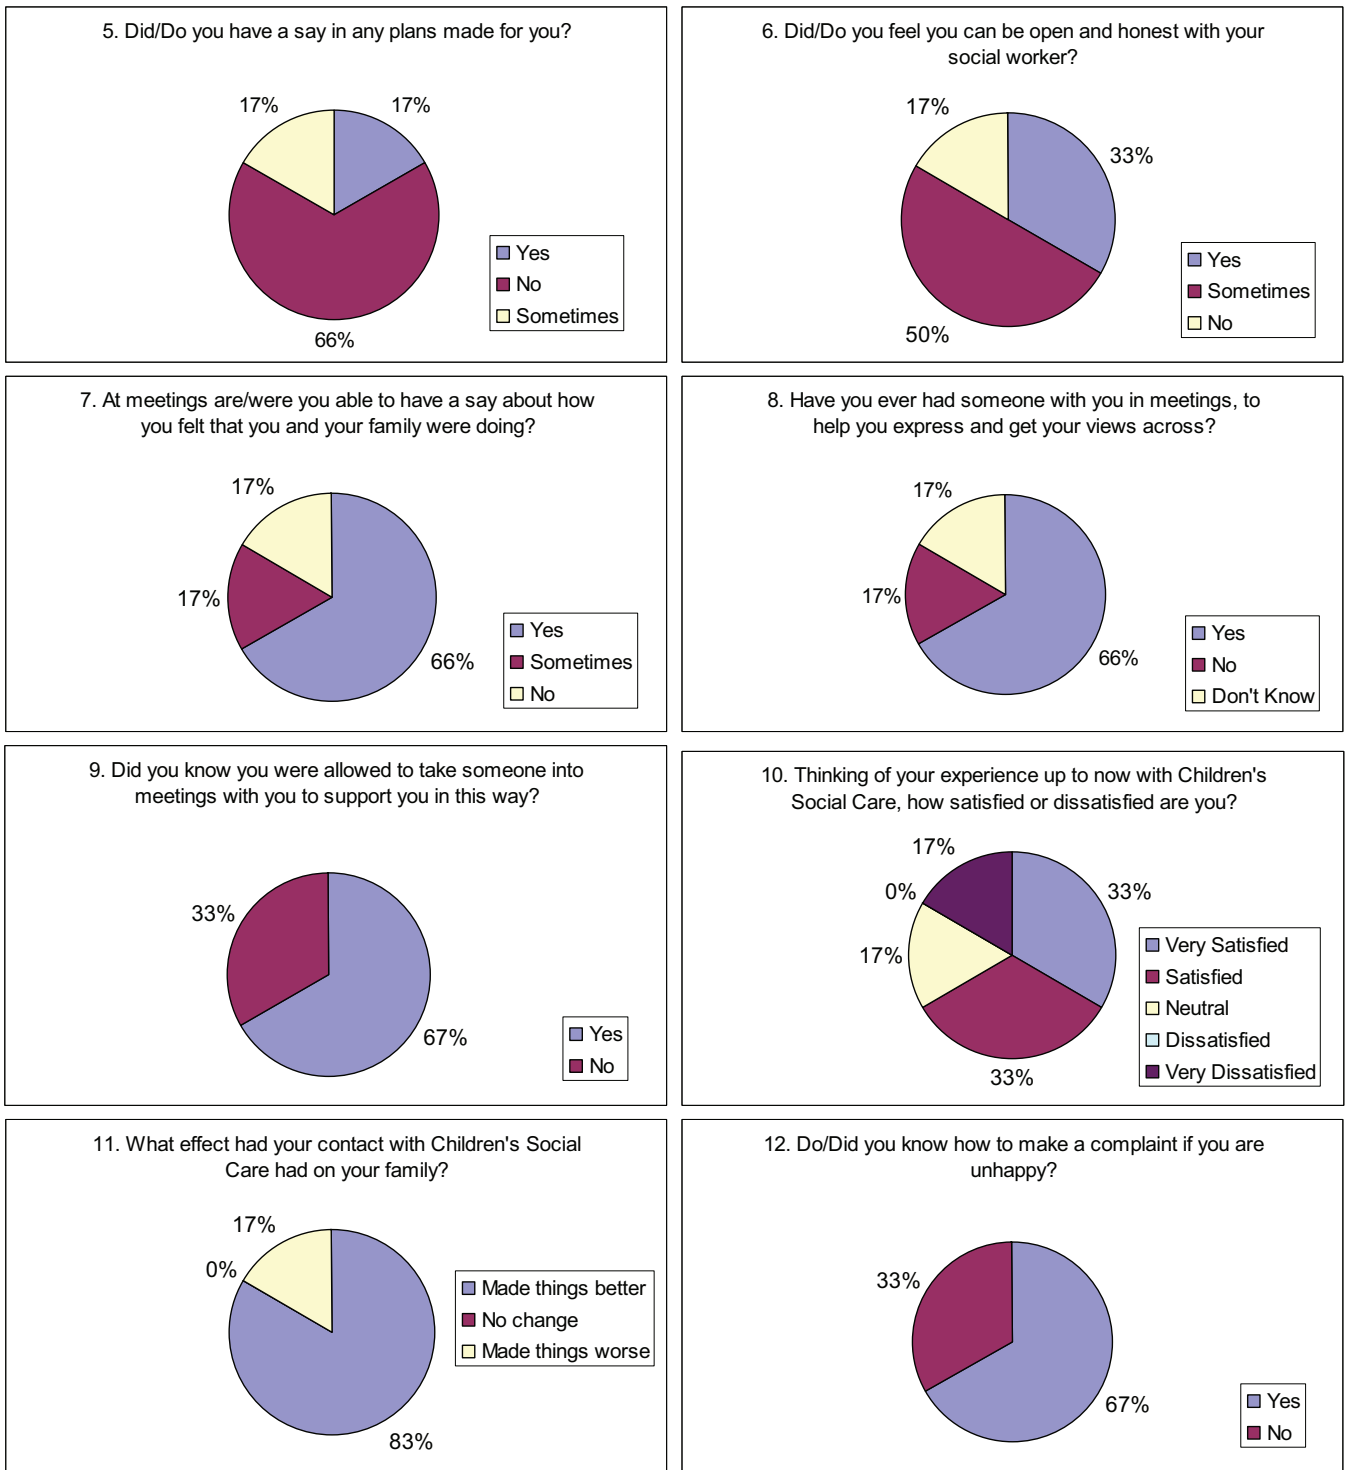 5. Did/Do you have a say in any plans made for you?
17%
17%
66%
Yes
No
Sometimes
6. Did/Do you feel you can be open and honest with your
social worker?
17%
33%
50%
Yes
Sometimes
No
7. At meetings are/were you able to have a say about how
you felt that you and your family were doing?
17%
17%
66%
Yes
Sometimes
No
8. Have you ever had someone with you in meetings, to
help you express and get your views across?
17%
17%
66%
Yes
No
Don't Know
9. Did you know you were allowed to take someone into
meetings with you to support you in this way?
33%
67%
Yes
No
10. Thinking of your experience up to now with Children's
Social Care, how satisfied or dissatisfied are you?
17%
0%
33%
17%
33%
Very Satisfied
Satisfied
Neutral
Dissatisfied
Very Dissatisfied
11. What effect had your contact with Children's Social
Care had on your family?
17%
0%
83%
Made things better
No change
Made things worse
12. Do/Did you know how to make a complaint if you are
unhappy?
33%
67%
Yes
No